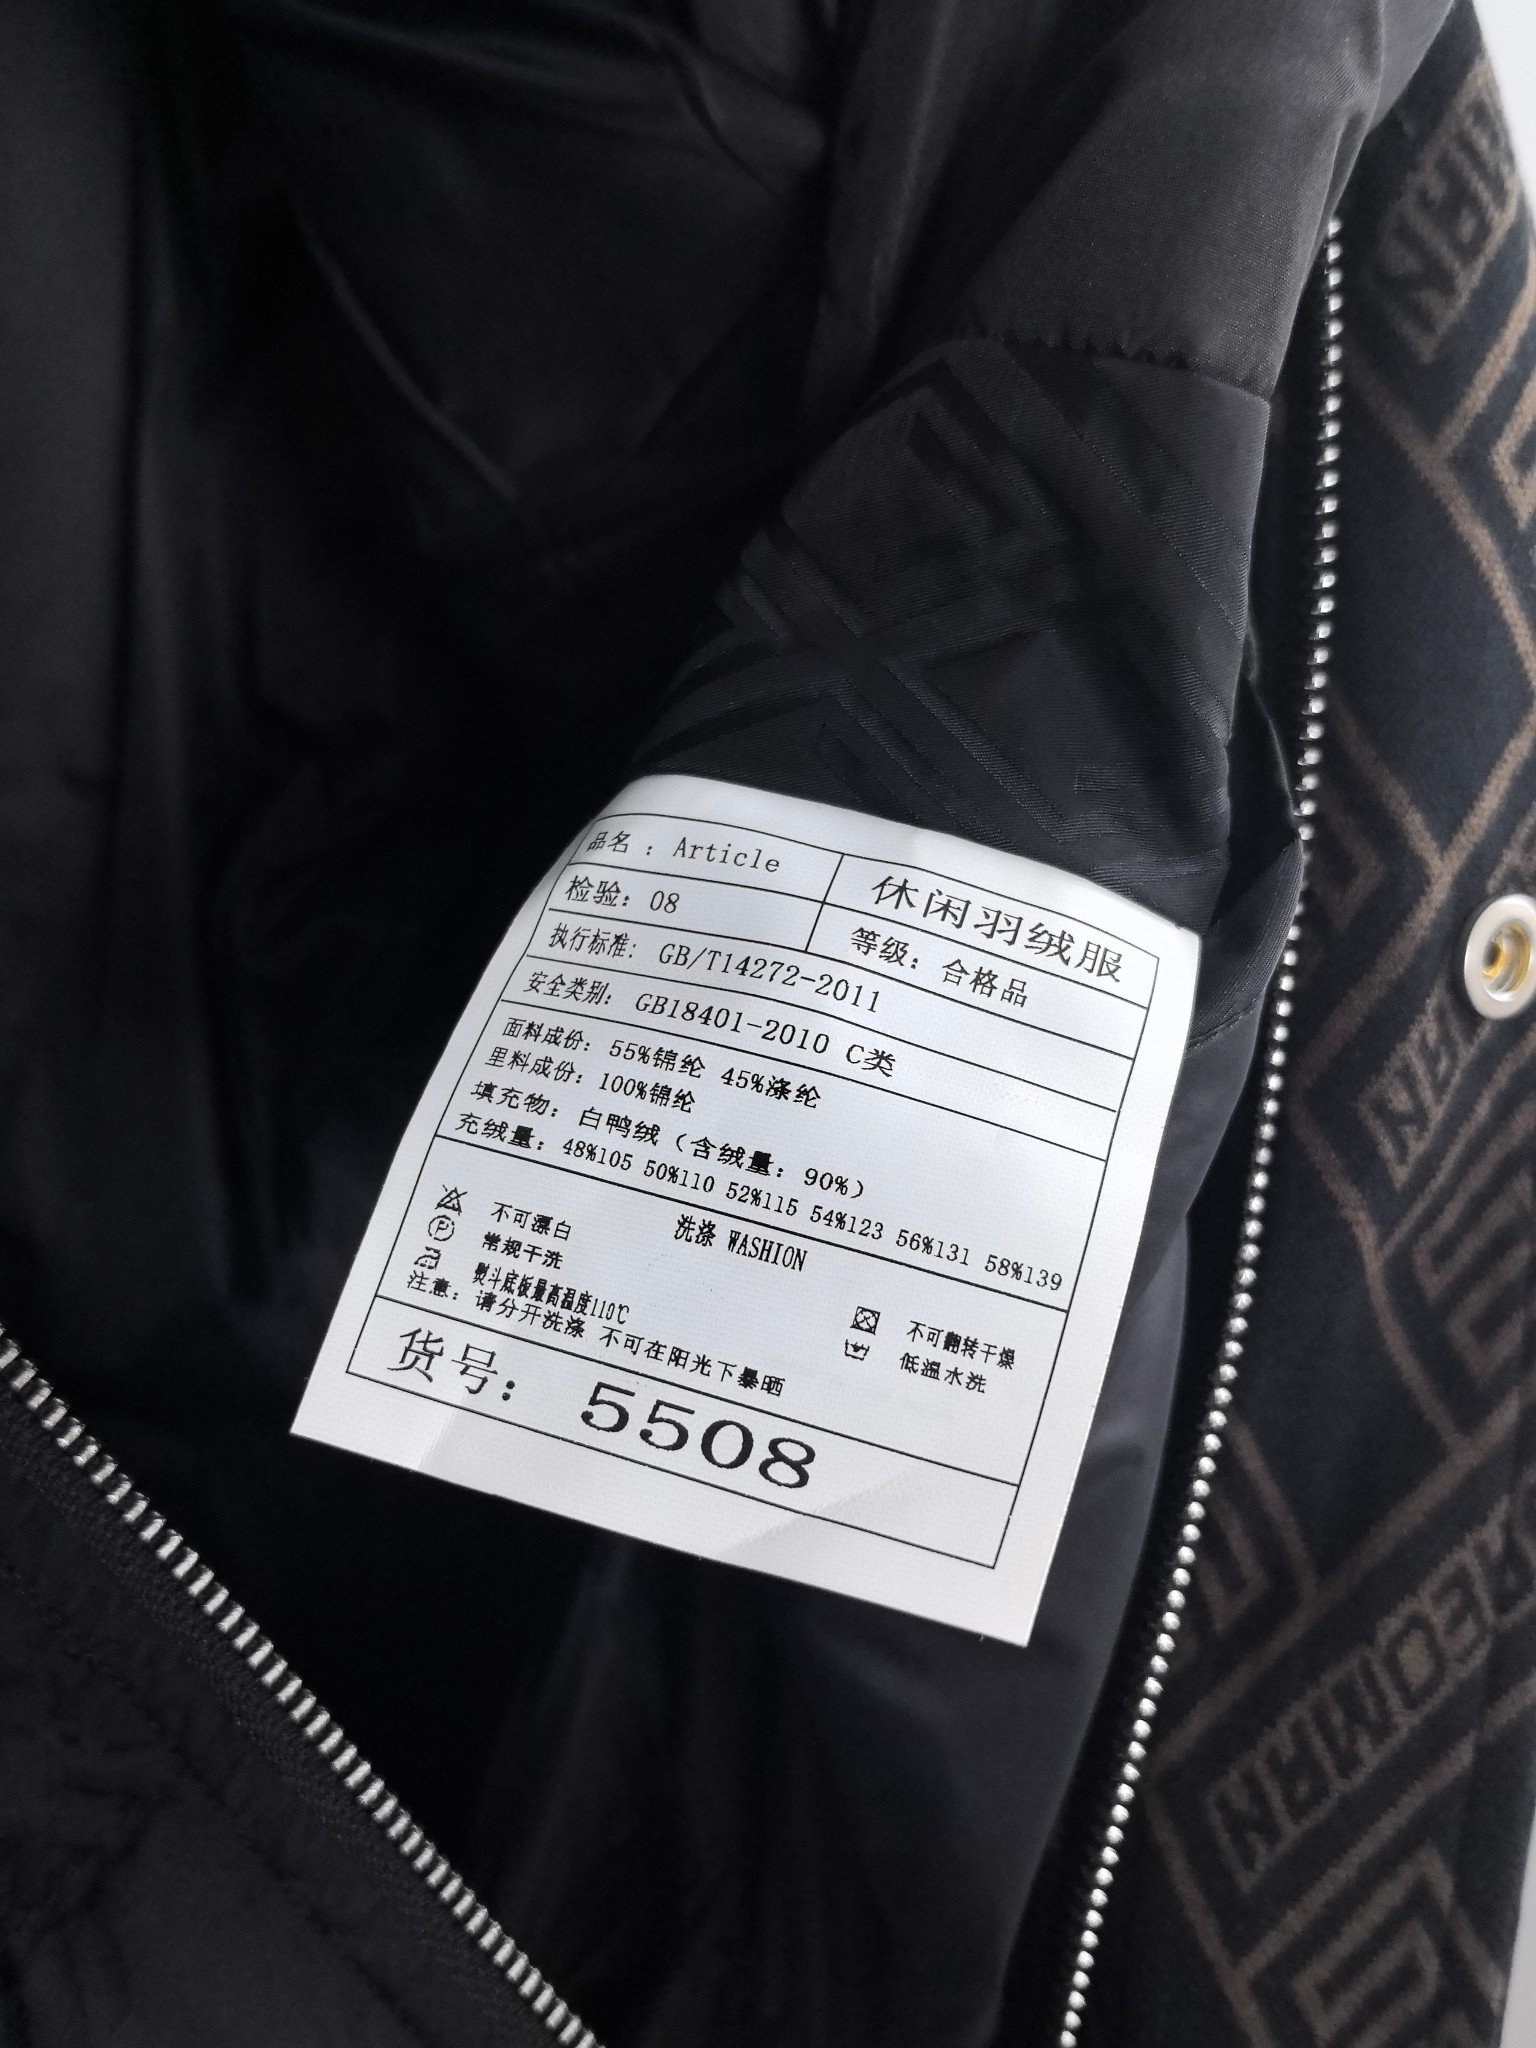 品名：Article
休闲羽绒服
检验：08
等级：合格品
执行标准：GB/T14272-2011
安全类别：GB18401-2010 C类
面料成份：55%锦纶 45%涤纶
里料成份：100%锦纶
填充物：白鸭绒（含绒量：90%）
充绒量：48%105 50%110 52%115 54%123 56%131 58%139
洗涤 WASHION
不可漂白
常规干洗
熨斗底板最高温度110℃
不可翻转干燥
低温水洗
注意：请分开洗涤 不可在阳光下暴晒
货号：5508